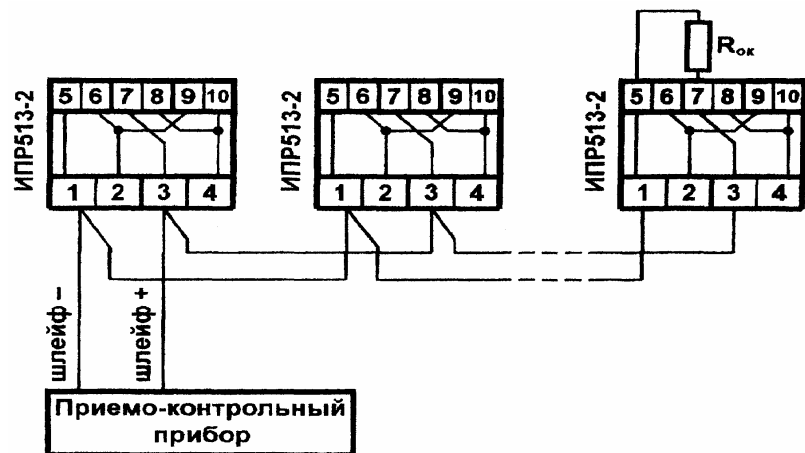 Rок
ИПР513-2
5 6 7 8 9 10
1 2 3 4
ИПР513-2
5 6 7 8 9 10
1 2 3 4
ИПР513-2
5 6 7 8 9 10
1 2 3 4
шлейф –
шлейф +
Приемо-контрольный
прибор